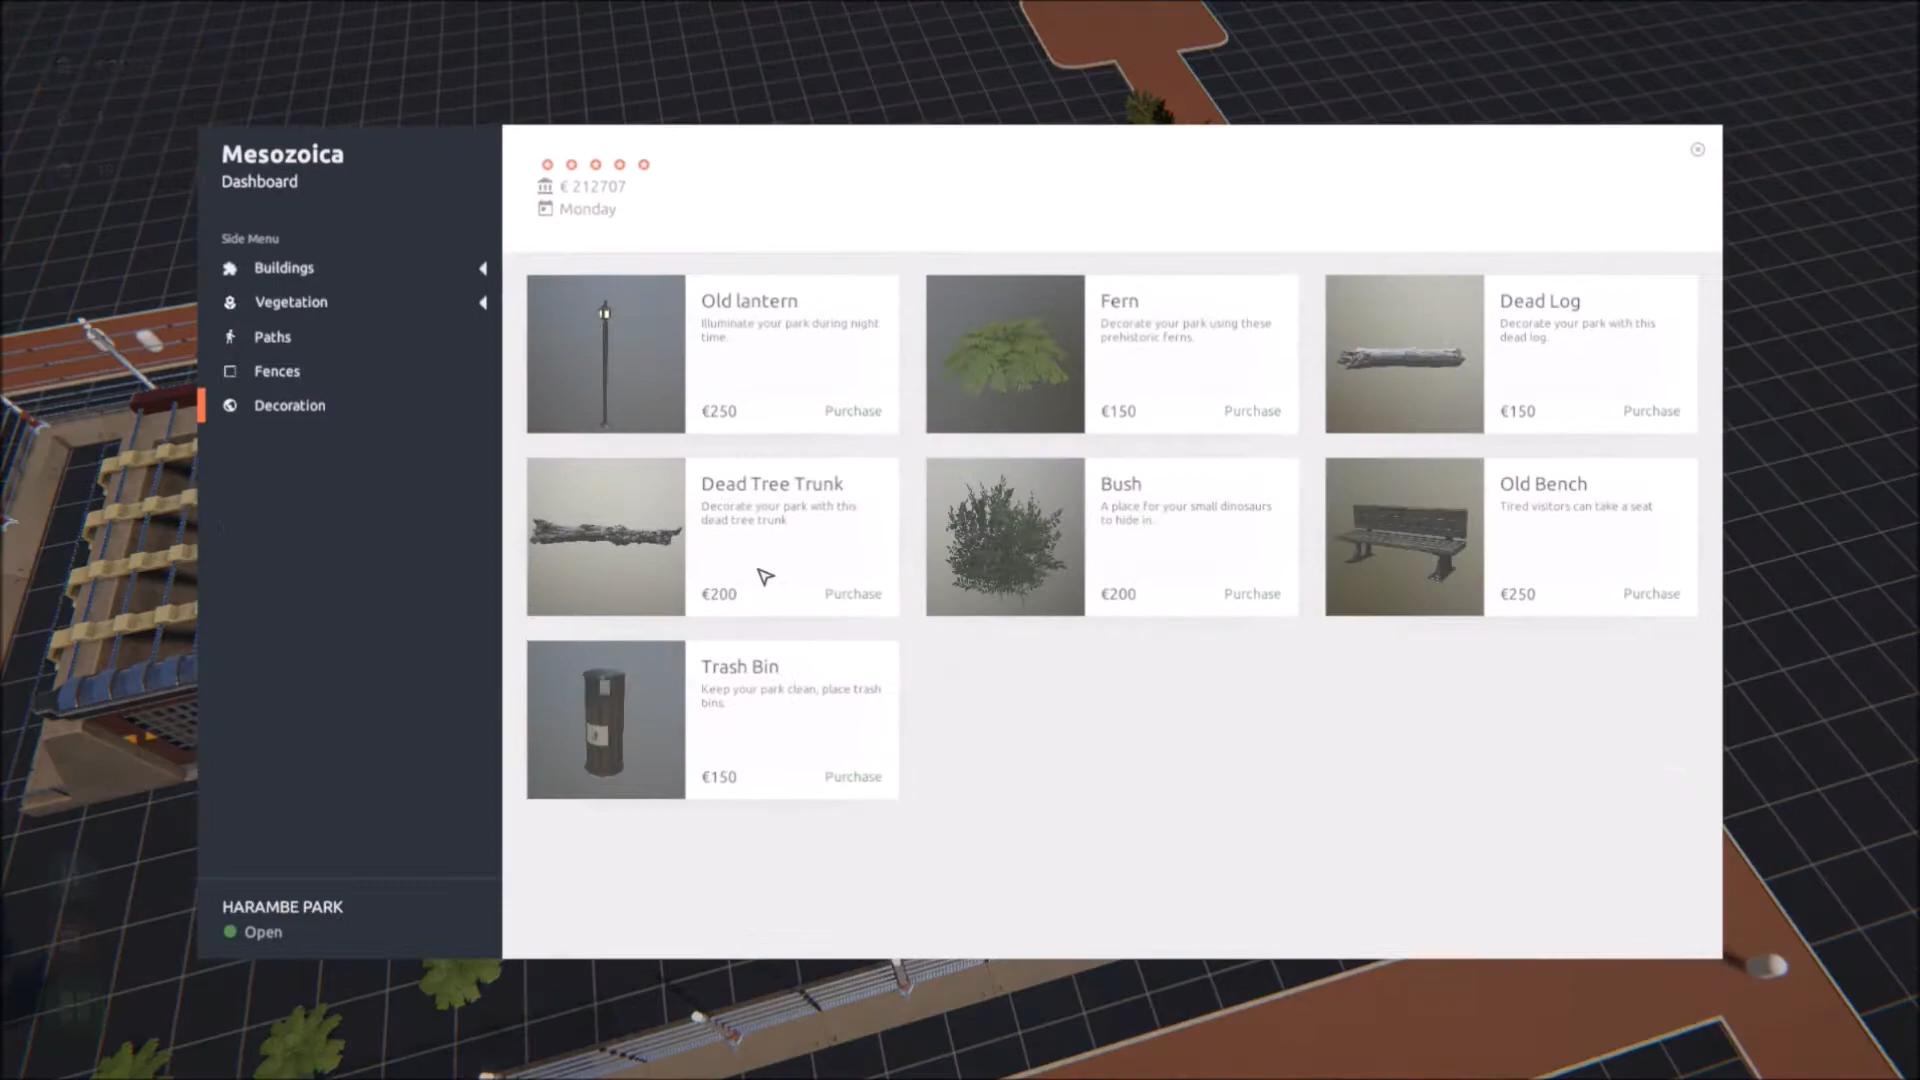 Mesozoica
Dashboard
Side Menu
Buildings
Vegetation
Paths
Fences
Decoration
HARAMBE PARK
Open
€ 212707
Monday
Old lantern
Illuminate your park during night
time.
€250 Purchase
Fern
Decorate your park using these
prehistoric ferns.
€150 Purchase
Dead Log
Decorate your park with this
dead log.
€150 Purchase
Dead Tree Trunk
Decorate your park with this
dead tree trunk
€200 Purchase
Bush
A place for your small dinosaurs
to hide in.
€200 Purchase
Old Bench
Tired visitors can take a seat
€250 Purchase
Trash Bin
Keep your park clean, place trash
bins.
€150 Purchase